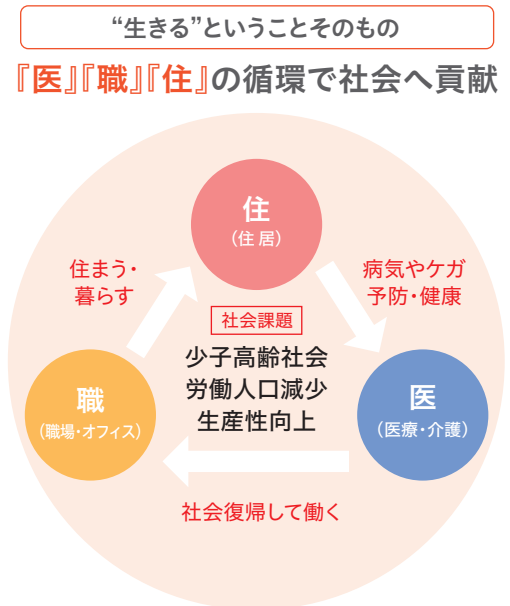 “生きる”ということそのもの
『医』『職』『住』の循環で社会へ貢献
住
（住 居）
住まう・
暮らす
病気やケガ
予防・健康
社会課題
少子高齢社会
労働人口減少
生産性向上
職
（職場・オフィス）
医
（医療・介護）
社会復帰して働く